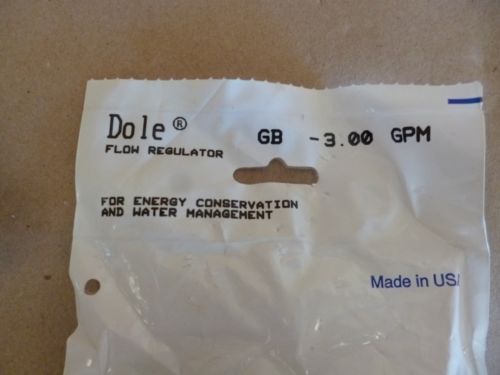 Dole® GB -3.00 GPM
FLOW REGULATOR
FOR ENERGY CONSERVATION
AND WATER MANAGEMENT
Made in USA